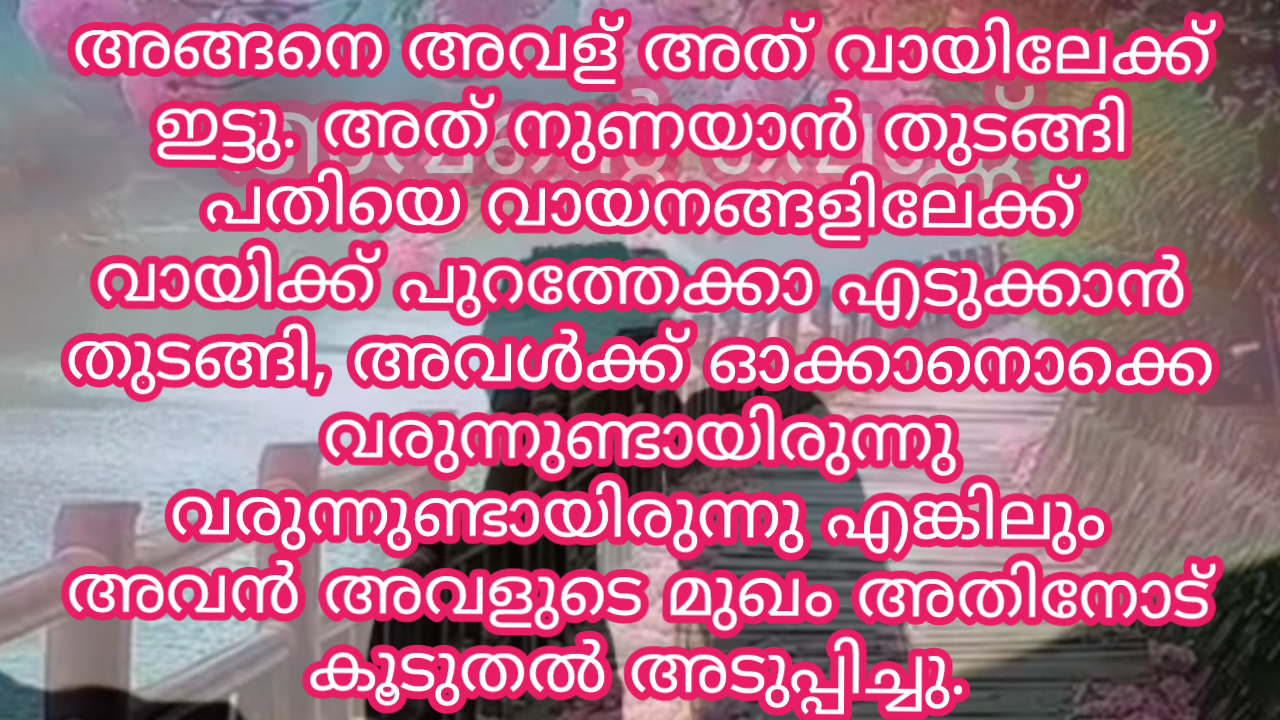 അങ്ങനെ അവള് അത് വായിലേക്ക്
ഇട്ടു. അത് നുണയാൻ തുടങ്ങി
പതിയെ വായനങ്ങളിലേക്ക്
വായിക്ക് പുറത്തേക്കാ എടുക്കാൻ
തുടങ്ങി, അവൾക്ക് ഓക്കാനൊക്കെ
വരുന്നുണ്ടായിരുന്നു
വരുന്നുണ്ടായിരുന്നു എങ്കിലും
അവൻ അവളുടെ മുഖം അതിനോട്
കൂടുതൽ അടുപ്പിച്ചു.